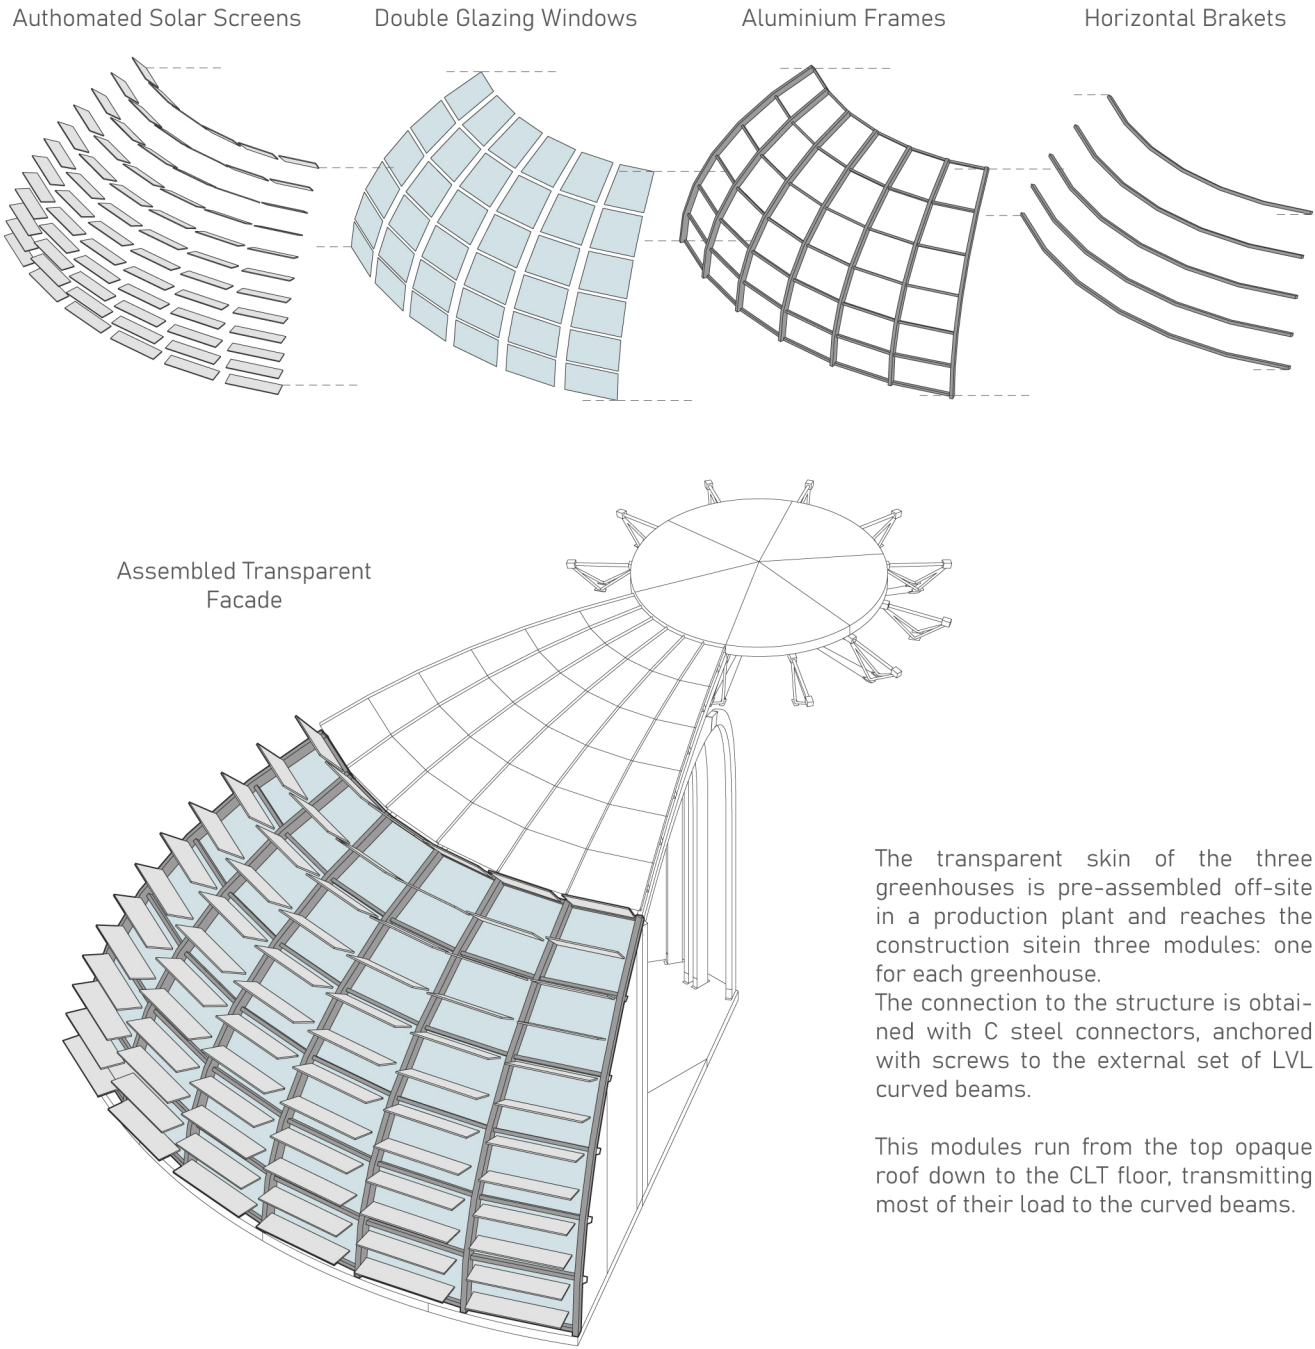 Authomated Solar Screens
Double Glazing Windows
Aluminium Frames
Horizontal Brakets
Assembled Transparent
Facade
The transparent skin of the three
greenhouses is pre-assembled off-site
in a production plant and reaches the
construction sitein three modules: one
for each greenhouse.
The connection to the structure is obtai-
ned with C steel connectors, anchored
with screws to the external set of LVL
curved beams.
This modules run from the top opaque
roof down to the CLT floor, transmitting
most of their load to the curved beams.